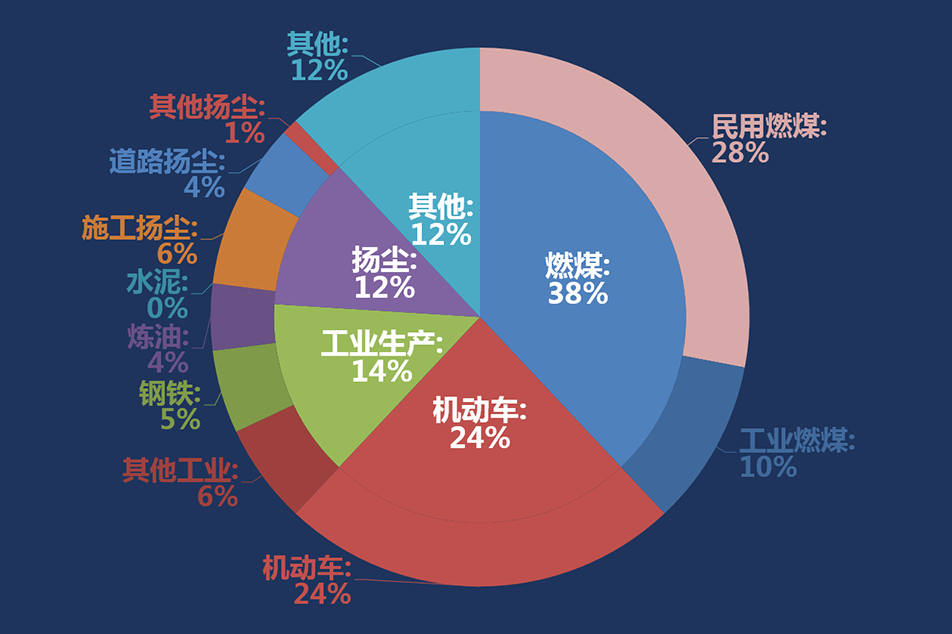 其他:
12%
其他扬尘:
1%
道路扬尘:
4%
施工扬尘:
6%
水泥:
0%
炼油:
4%
钢铁:
5%
其他工业:
6%
机动车:
24%
民用燃煤:
28%
工业燃煤:
10%
其他:
12%
扬尘:
12%
工业生产:
14%
机动车:
24%
燃煤:
38%